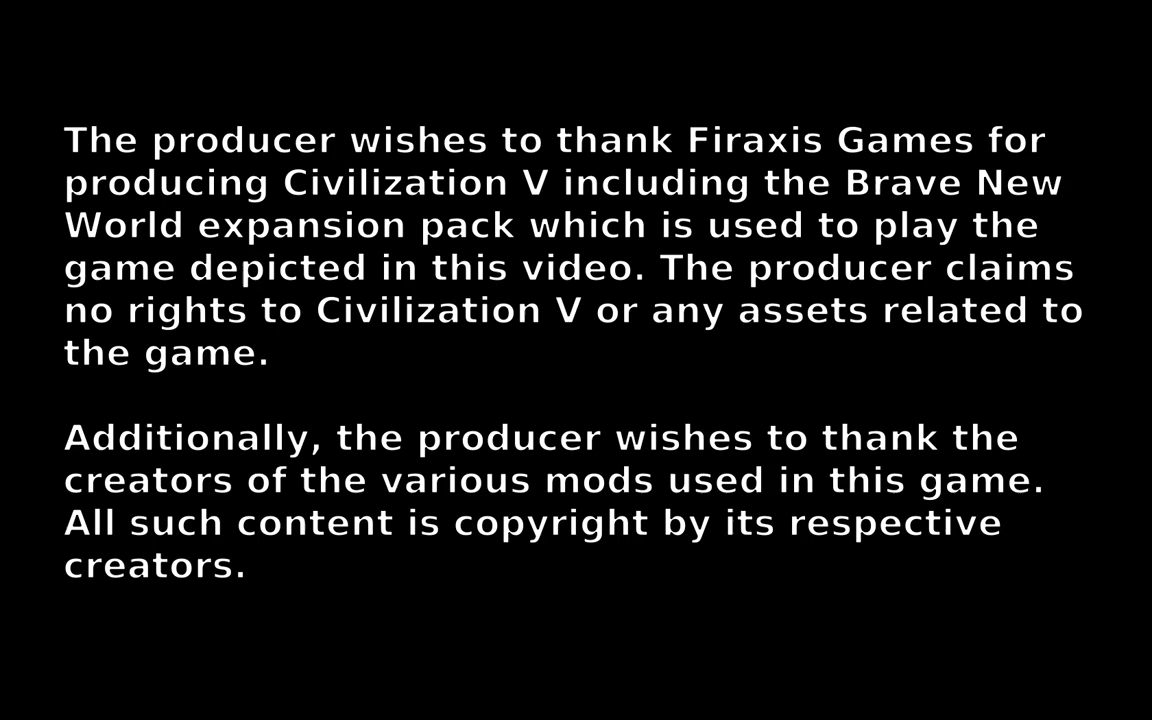 The producer wishes to thank Firaxis Games for
producing Civilization V including the Brave New
World expansion pack which is used to play the
game depicted in this video. The producer claims
no rights to Civilization V or any assets related to
the game.
Additionally, the producer wishes to thank the
creators of the various mods used in this game.
All such content is copyright by its respective
creators.